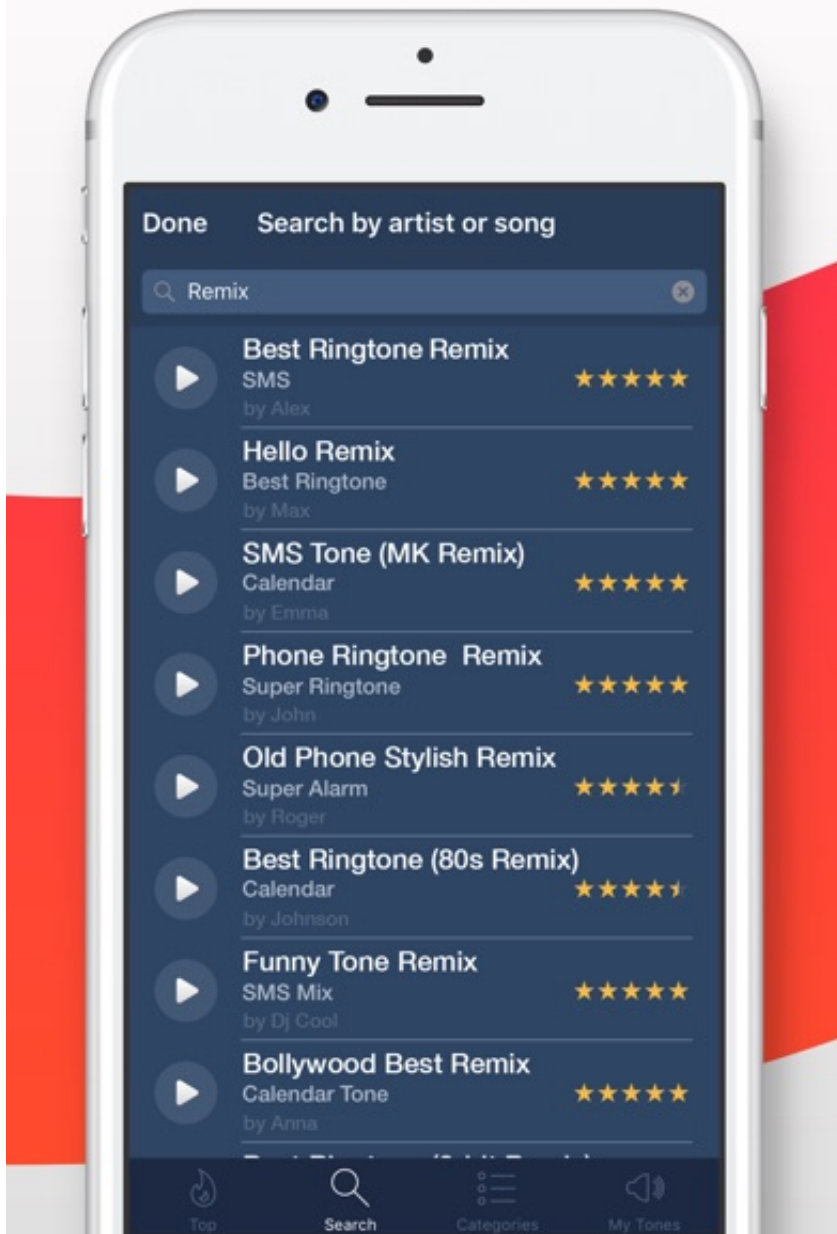 Done Search by artist or song
Remix
Best Ringtone Remix
SMS
by Alex
Hello Remix
Best Ringtone
by Max
SMS Tone (MK Remix)
Calendar
by Emma
Phone Ringtone Remix
Super Ringtone
by John
Old Phone Stylish Remix
Super Alarm
by Roger
Best Ringtone (80s Remix)
Calendar
by Johnson
Funny Tone Remix
SMS Mix
by Dj Cool
Bollywood Best Remix
Calendar Tone
by Anna
Top Search Categories My Tones